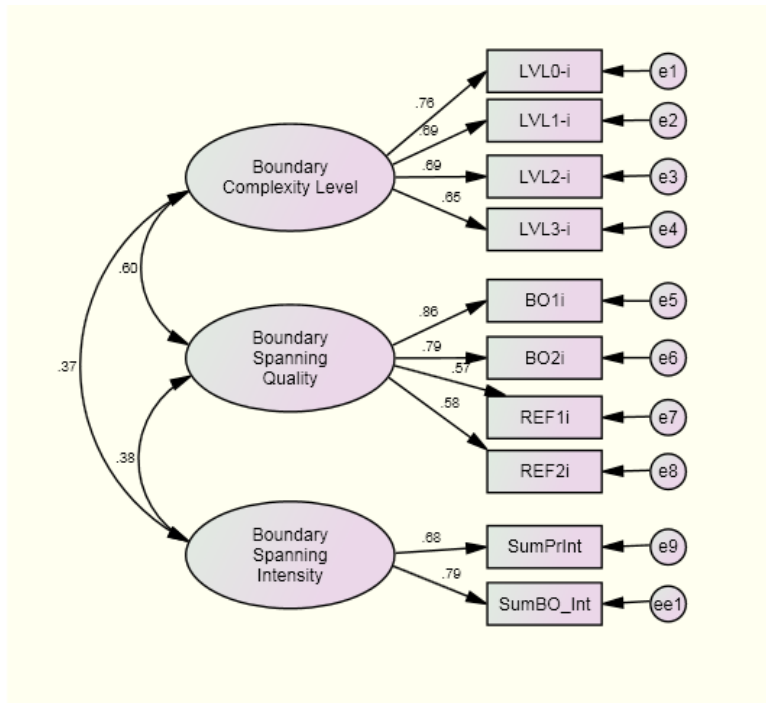 LVL0-i
e1
.76
LVL1-i
e2
.69
Boundary
Complexity Level
LVL2-i
e3
.69
LVL3-i
e4
.65
.60
BO1i
e5
.86
Boundary
Spanning
Quality
BO2i
e6
.79
.57
.37
REF1i
e7
.58
REF2i
e8
.38
Boundary
Spanning
Intensity
SumPrInt
e9
.68
.79
SumBO_Int
ee1